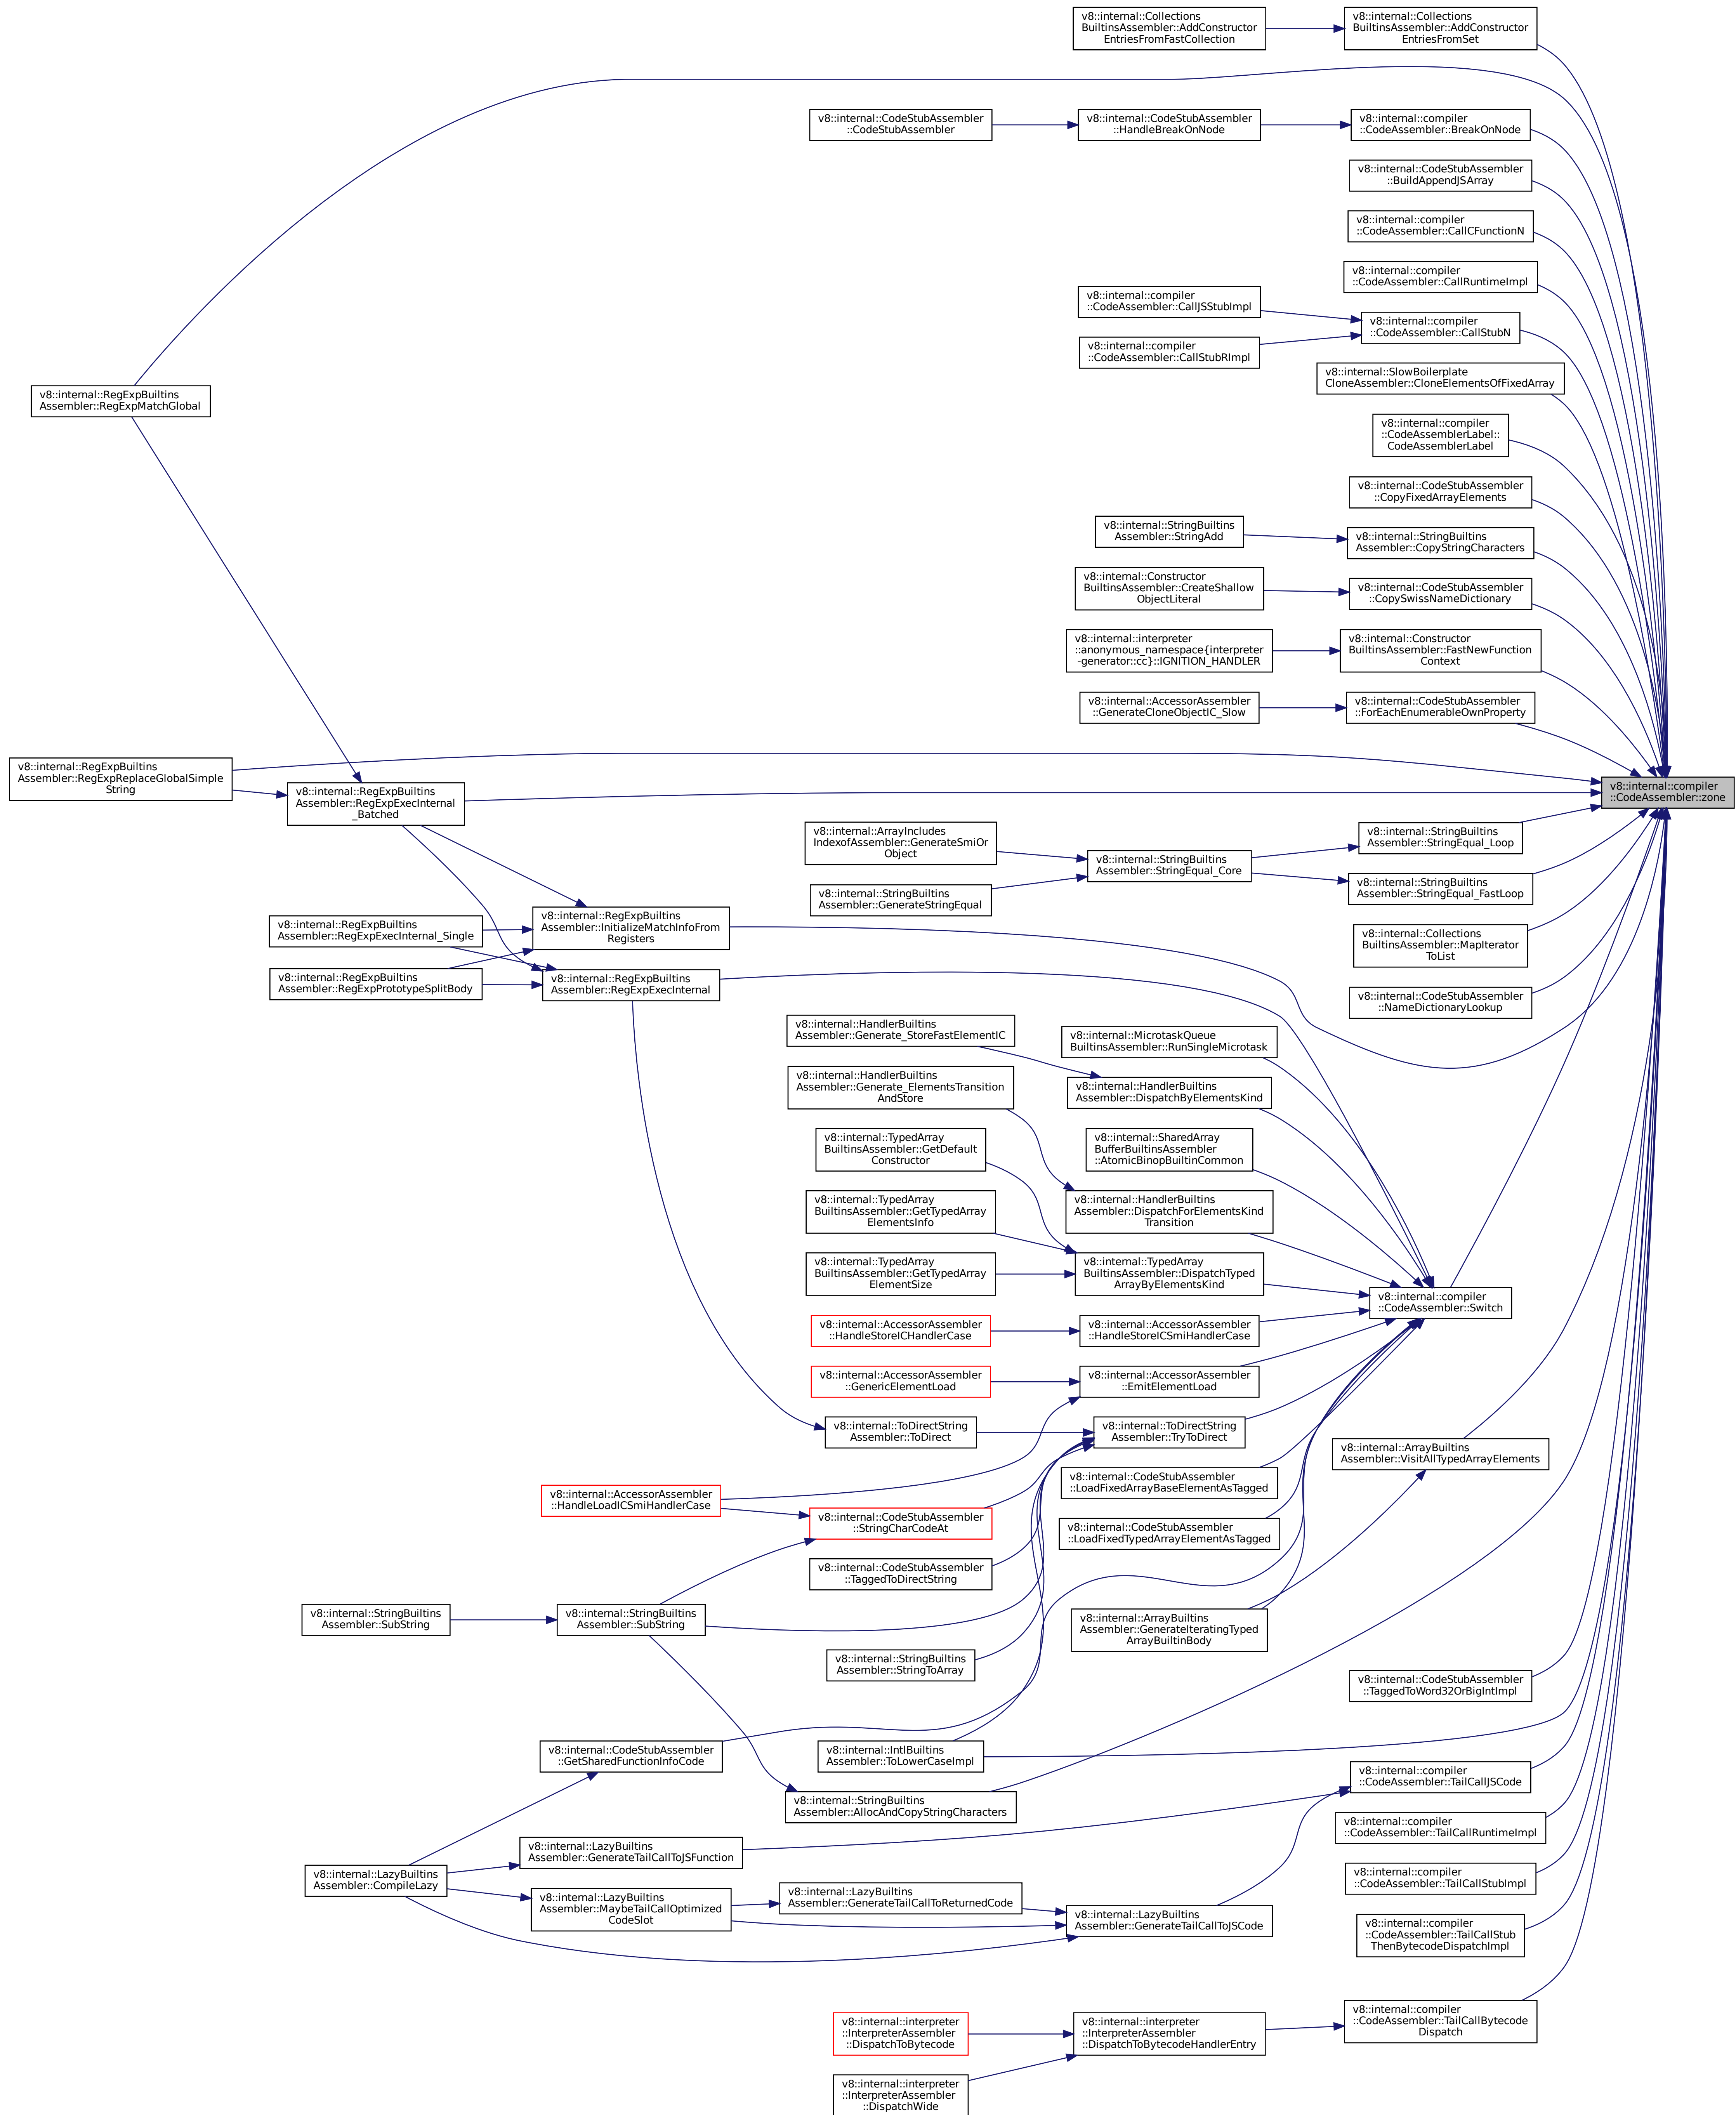 v8::internal::Collections
BuiltinsAssembler::AddConstructor
EntriesFromFastCollection
v8::internal::Collections
BuiltinsAssembler::AddConstructor
EntriesFromSet
v8::internal::CodeStubAssembler
::CodeStubAssembler
v8::internal::CodeStubAssembler
::HandleBreakOnNode
v8::internal::compiler
::CodeAssembler::BreakOnNode
v8::internal::CodeStubAssembler
::BuildAppendJSArray
v8::internal::compiler
::CodeAssembler::CallCFunctionN
v8::internal::compiler
::CodeAssembler::CallRuntimeImpl
v8::internal::compiler
::CodeAssembler::CallJSStubImpl
v8::internal::compiler
::CodeAssembler::CallStubN
v8::internal::compiler
::CodeAssembler::CallStubRImpl
v8::internal::SlowBoilerplate
CloneAssembler::CloneElementsOfFixedArray
v8::internal::RegExpBuiltins
Assembler::RegExpMatchGlobal
v8::internal::compiler
::CodeAssemblerLabel::
CodeAssemblerLabel
v8::internal::CodeStubAssembler
::CopyFixedArrayElements
v8::internal::StringBuiltins
Assembler::StringAdd
v8::internal::StringBuiltins
Assembler::CopyStringCharacters
v8::internal::Constructor
BuiltinsAssembler::CreateShallow
ObjectLiteral
v8::internal::CodeStubAssembler
::CopySwissNameDictionary
v8::internal::interpreter
::anonymous_namespace{interpreter
-generator::cc}::IGNITION_HANDLER
v8::internal::Constructor
BuiltinsAssembler::FastNewFunction
Context
v8::internal::AccessorAssembler
::GenerateCloneObjectIC_Slow
v8::internal::CodeStubAssembler
::ForEachEnumerableOwnProperty
v8::internal::RegExpBuiltins
Assembler::RegExpReplaceGlobalSimple
String
v8::internal::RegExpBuiltins
Assembler::RegExpExecInternal
_Batched
v8::internal::compiler
::CodeAssembler::zone
v8::internal::ArrayIncludes
IndexofAssembler::GenerateSmiOr
Object
v8::internal::StringBuiltins
Assembler::StringEqual_Core
v8::internal::StringBuiltins
Assembler::StringEqual_Loop
v8::internal::StringBuiltins
Assembler::GenerateStringEqual
v8::internal::StringBuiltins
Assembler::StringEqual_FastLoop
v8::internal::RegExpBuiltins
Assembler::RegExpExecInternal_Single
v8::internal::RegExpBuiltins
Assembler::InitializeMatchInfoFrom
Registers
v8::internal::Collections
BuiltinsAssembler::MapIterator
ToList
v8::internal::RegExpBuiltins
Assembler::RegExpPrototypeSplitBody
v8::internal::RegExpBuiltins
Assembler::RegExpExecInternal
v8::internal::CodeStubAssembler
::NameDictionaryLookup
v8::internal::HandlerBuiltins
Assembler::Generate_StoreFastElementIC
v8::internal::MicrotaskQueue
BuiltinsAssembler::RunSingleMicrotask
v8::internal::HandlerBuiltins
Assembler::Generate_ElementsTransition
AndStore
v8::internal::HandlerBuiltins
Assembler::DispatchByElementsKind
v8::internal::TypedArray
BuiltinsAssembler::GetDefault
Constructor
v8::internal::SharedArray
BufferBuiltinsAssembler
::AtomicBinopBuiltinCommon
v8::internal::TypedArray
BuiltinsAssembler::GetTypedArray
ElementsInfo
v8::internal::HandlerBuiltins
Assembler::DispatchForElementsKind
Transition
v8::internal::TypedArray
BuiltinsAssembler::GetTypedArray
ElementSize
v8::internal::TypedArray
BuiltinsAssembler::DispatchTyped
ArrayByElementsKind
v8::internal::compiler
::CodeAssembler::Switch
v8::internal::AccessorAssembler
::HandleStoreICHandlerCase
v8::internal::AccessorAssembler
::HandleStoreICSmiHandlerCase
v8::internal::AccessorAssembler
::GenericElementLoad
v8::internal::AccessorAssembler
::EmitElementLoad
v8::internal::ToDirectString
Assembler::ToDirect
v8::internal::ToDirectString
Assembler::TryToDirect
v8::internal::ArrayBuiltins
Assembler::VisitAllTypedArrayElements
v8::internal::CodeStubAssembler
::LoadFixedArrayBaseElementAsTagged
v8::internal::AccessorAssembler
::HandleLoadICSmiHandlerCase
v8::internal::CodeStubAssembler
::StringCharCodeAt
v8::internal::CodeStubAssembler
::LoadFixedTypedArrayElementAsTagged
v8::internal::CodeStubAssembler
::TaggedToDirectString
v8::internal::StringBuiltins
Assembler::SubString
v8::internal::StringBuiltins
Assembler::SubString
v8::internal::ArrayBuiltins
Assembler::GenerateIteratingTyped
ArrayBuiltinBody
v8::internal::StringBuiltins
Assembler::StringToArray
v8::internal::CodeStubAssembler
::TaggedToWord32OrBigIntImpl
v8::internal::CodeStubAssembler
::GetSharedFunctionInfoCode
v8::internal::IntlBuiltins
Assembler::ToLowerCaseImpl
v8::internal::compiler
::CodeAssembler::TailCallJSCode
v8::internal::StringBuiltins
Assembler::AllocAndCopyStringCharacters
v8::internal::compiler
::CodeAssembler::TailCallRuntimeImpl
v8::internal::LazyBuiltins
Assembler::GenerateTailCallToJSFunction
v8::internal::LazyBuiltins
Assembler::CompileLazy
v8::internal::compiler
::CodeAssembler::TailCallStubImpl
v8::internal::LazyBuiltins
Assembler::MaybeTailCallOptimized
CodeSlot
v8::internal::LazyBuiltins
Assembler::GenerateTailCallToReturnedCode
v8::internal::LazyBuiltins
Assembler::GenerateTailCallToJSCode
v8::internal::compiler
::CodeAssembler::TailCallStub
ThenBytecodeDispatchImpl
v8::internal::interpreter
::InterpreterAssembler
::DispatchToBytecode
v8::internal::interpreter
::InterpreterAssembler
::DispatchToBytecodeHandlerEntry
v8::internal::compiler
::CodeAssembler::TailCallBytecode
Dispatch
v8::internal::interpreter
::InterpreterAssembler
::DispatchWide